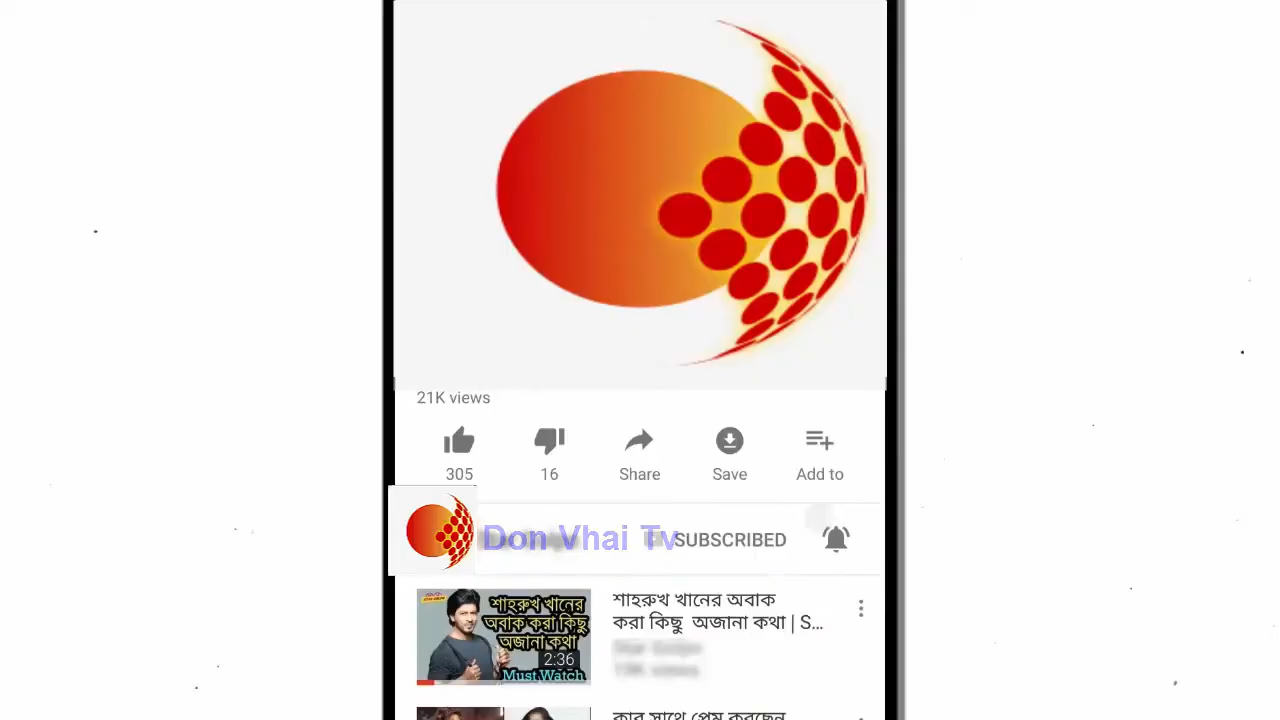 21K views
305
16
Share
Save
Add to
Don Vhai Tv
SUBSCRIBED
শাহরুখ খানের
অবাক করা কিছু
অজানা কথা
2:36
Must Watch
শাহরুখ খানের অবাক
করা কিছু অজানা কথা | S...
কার সাথে প্রেম করছেন